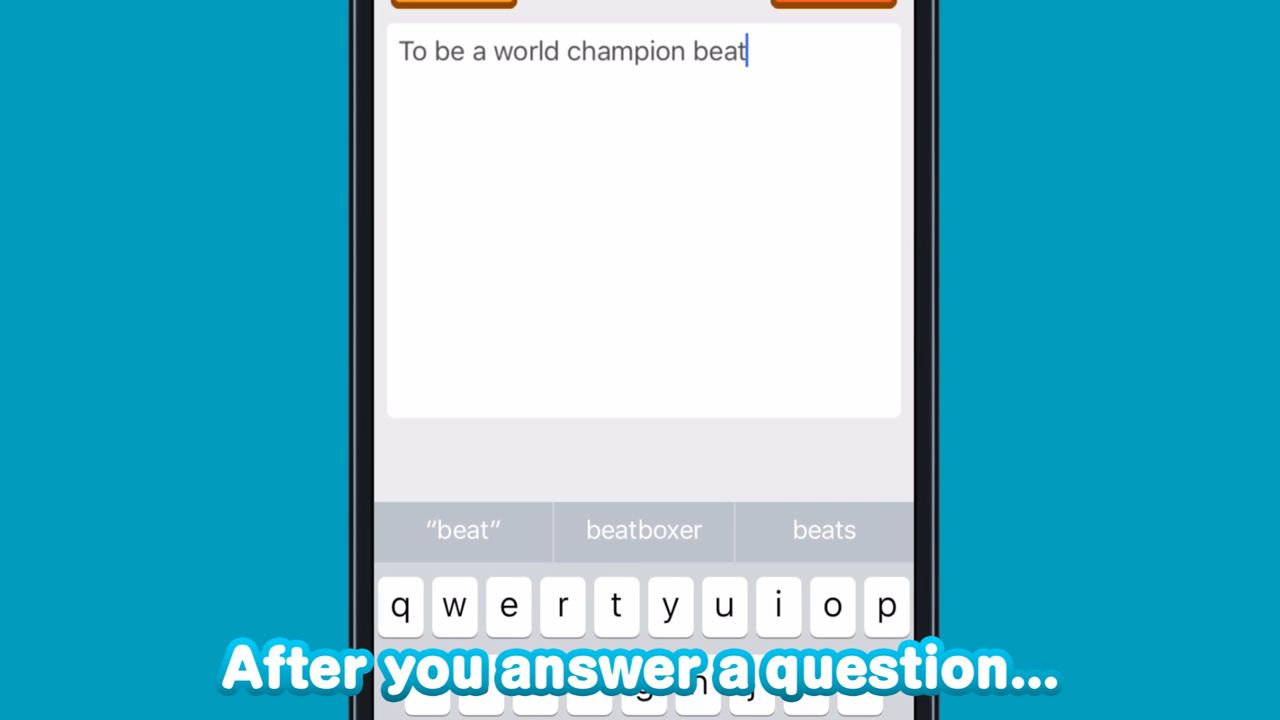 To be a world champion beat
“beat” beatboxer beats
q w e r t y u i o p
After you answer a question...